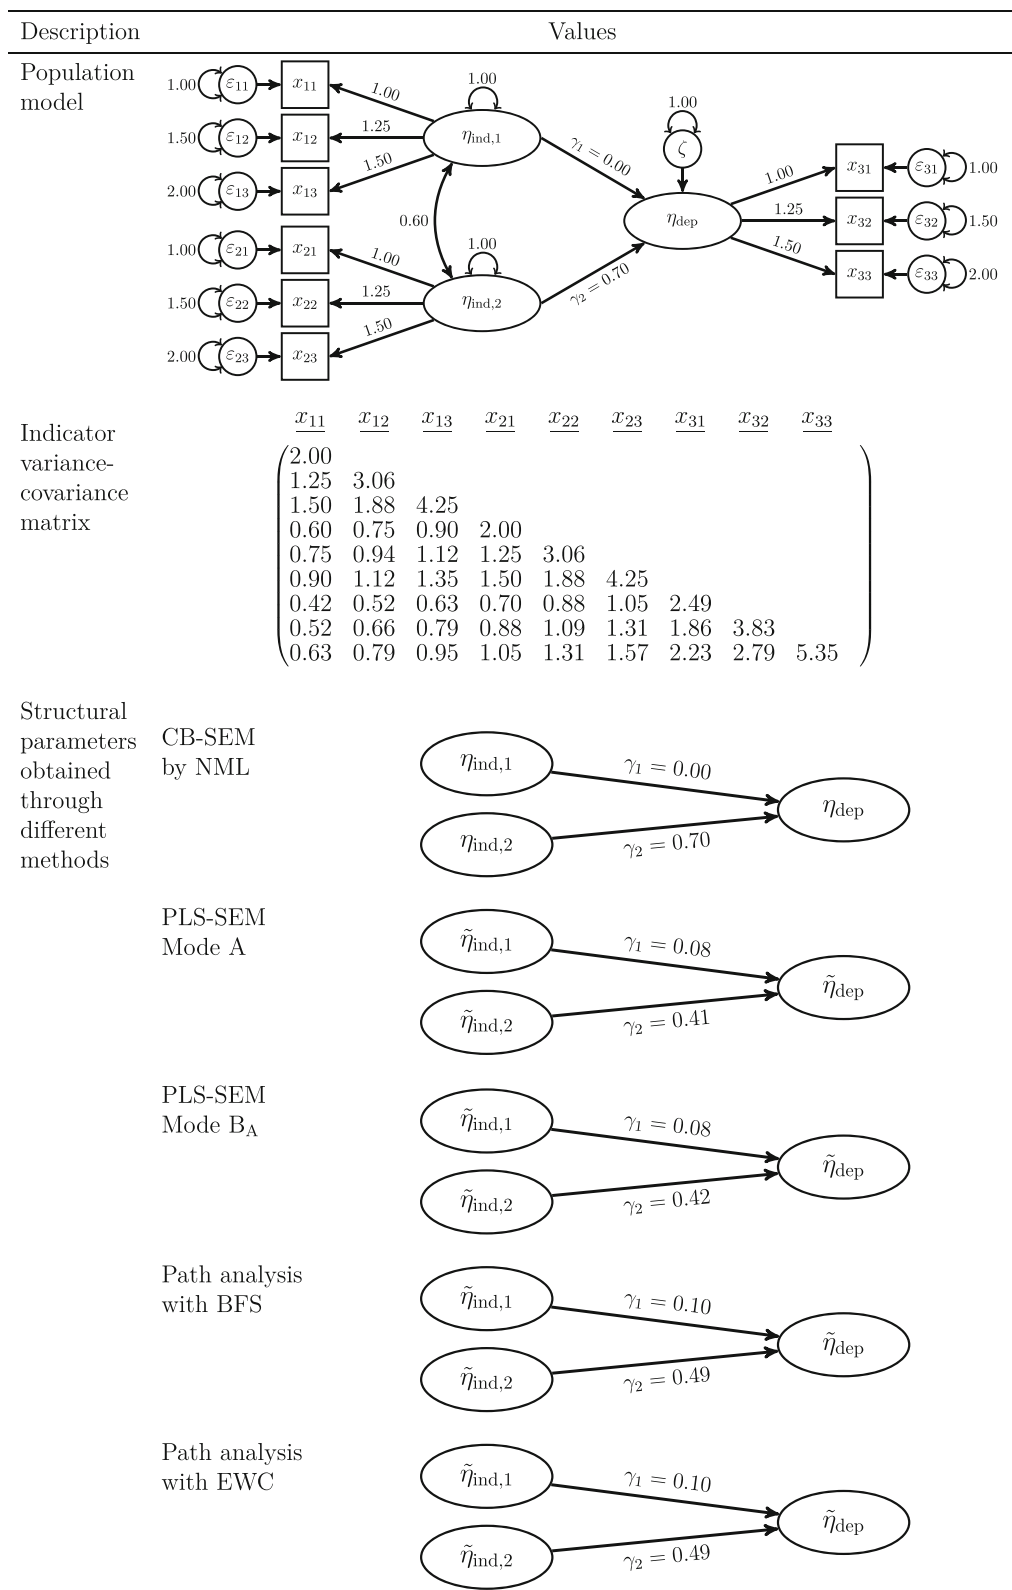 Description Values
Population
model
1.00 ε11 x11 1.00
1.50 ε12 x12 1.25
2.00 ε13 x13 1.50
1.00 ε21 x21 1.00
1.50 ε22 x22 1.25
2.00 ε23 x23 1.50
1.00
ηind,1
0.60
1.00
ηind,2
γ1 = 0.00
γ2 = 0.70
1.00
ζ
ηdep
1.00 x31 ε31 1.00
1.25 x32 ε32 1.50
1.50 x33 ε33 2.00
Indicator
variance-
covariance
matrix
x11 x12 x13 x21 x22 x23 x31 x32 x33
2.00
1.25 3.06
1.50 1.88 4.25
0.60 0.75 0.90 2.00
0.75 0.94 1.12 1.25 3.06
0.90 1.12 1.35 1.50 1.88 4.25
0.42 0.52 0.63 0.70 0.88 1.05 2.49
0.52 0.66 0.79 0.88 1.09 1.31 1.86 3.83
0.63 0.79 0.95 1.05 1.31 1.57 2.23 2.79 5.35
Structural
parameters
obtained
through
different
methods
CB-SEM
by NML
ηind,1
γ1 = 0.00
ηdep
ηind,2
γ2 = 0.70
PLS-SEM
Mode A
η̃ind,1
γ1 = 0.08
η̃dep
η̃ind,2
γ2 = 0.41
PLS-SEM
Mode BA
η̃ind,1
γ1 = 0.08
η̃dep
η̃ind,2
γ2 = 0.42
Path analysis
with BFS
η̃ind,1
γ1 = 0.10
η̃dep
η̃ind,2
γ2 = 0.49
Path analysis
with EWC
η̃ind,1
γ1 = 0.10
η̃dep
η̃ind,2
γ2 = 0.49